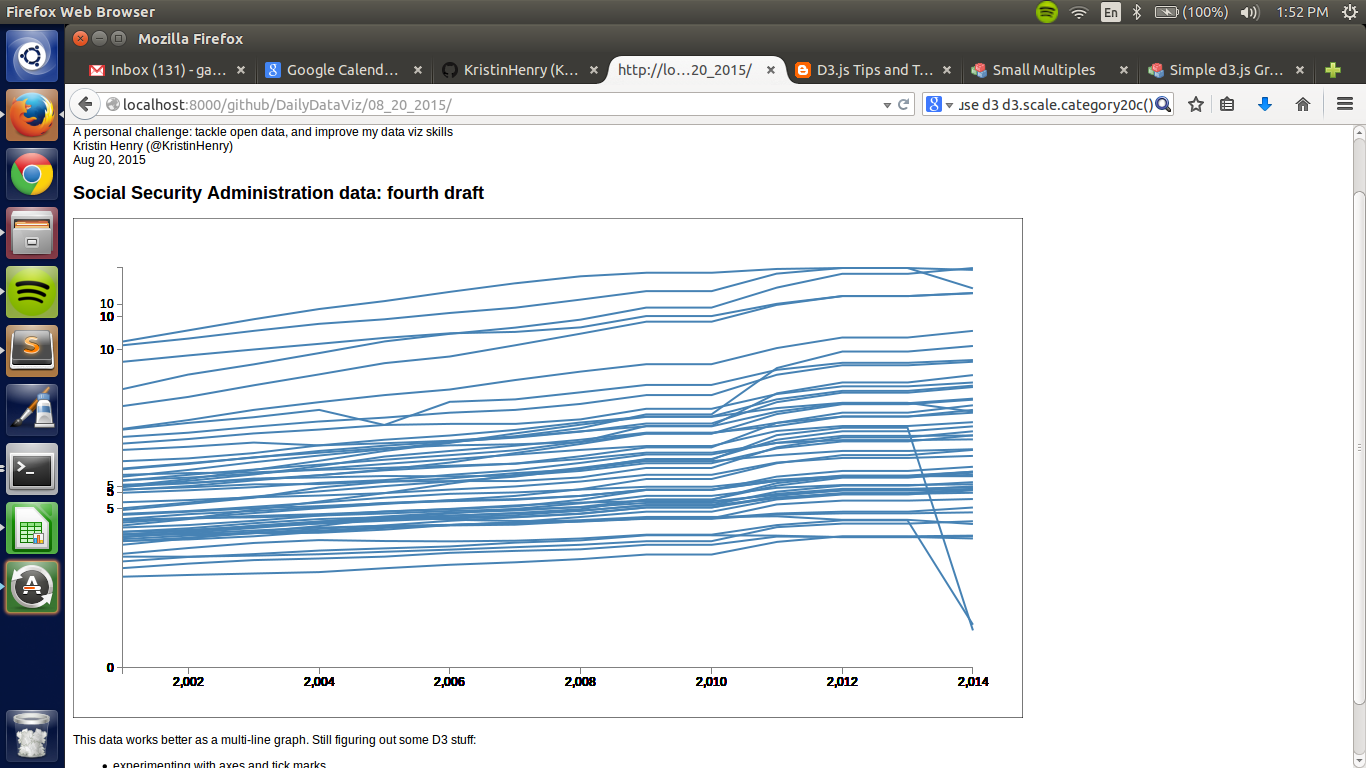 Firefox Web Browser
En
(100%)
1:52 PM
Mozilla Firefox
Inbox (131) - ga...
Google Calend...
KristinHenry (K...
http://lo...20_2015/
D3.js Tips and T...
Small Multiples
Simple d3.js Gr...
localhost:8000/github/DailyDataViz/08_20_2015/
use d3 d3.scale.category20c()
A personal challenge: tackle open data, and improve my data viz skills
Kristin Henry (@KristinHenry)
Aug 20, 2015
Social Security Administration data: fourth draft
10
10
10
5
5
5
0
2,002
2,004
2,006
2,008
2,010
2,012
2,014
This data works better as a multi-line graph. Still figuring out some D3 stuff:
experimenting with axes and tick marks